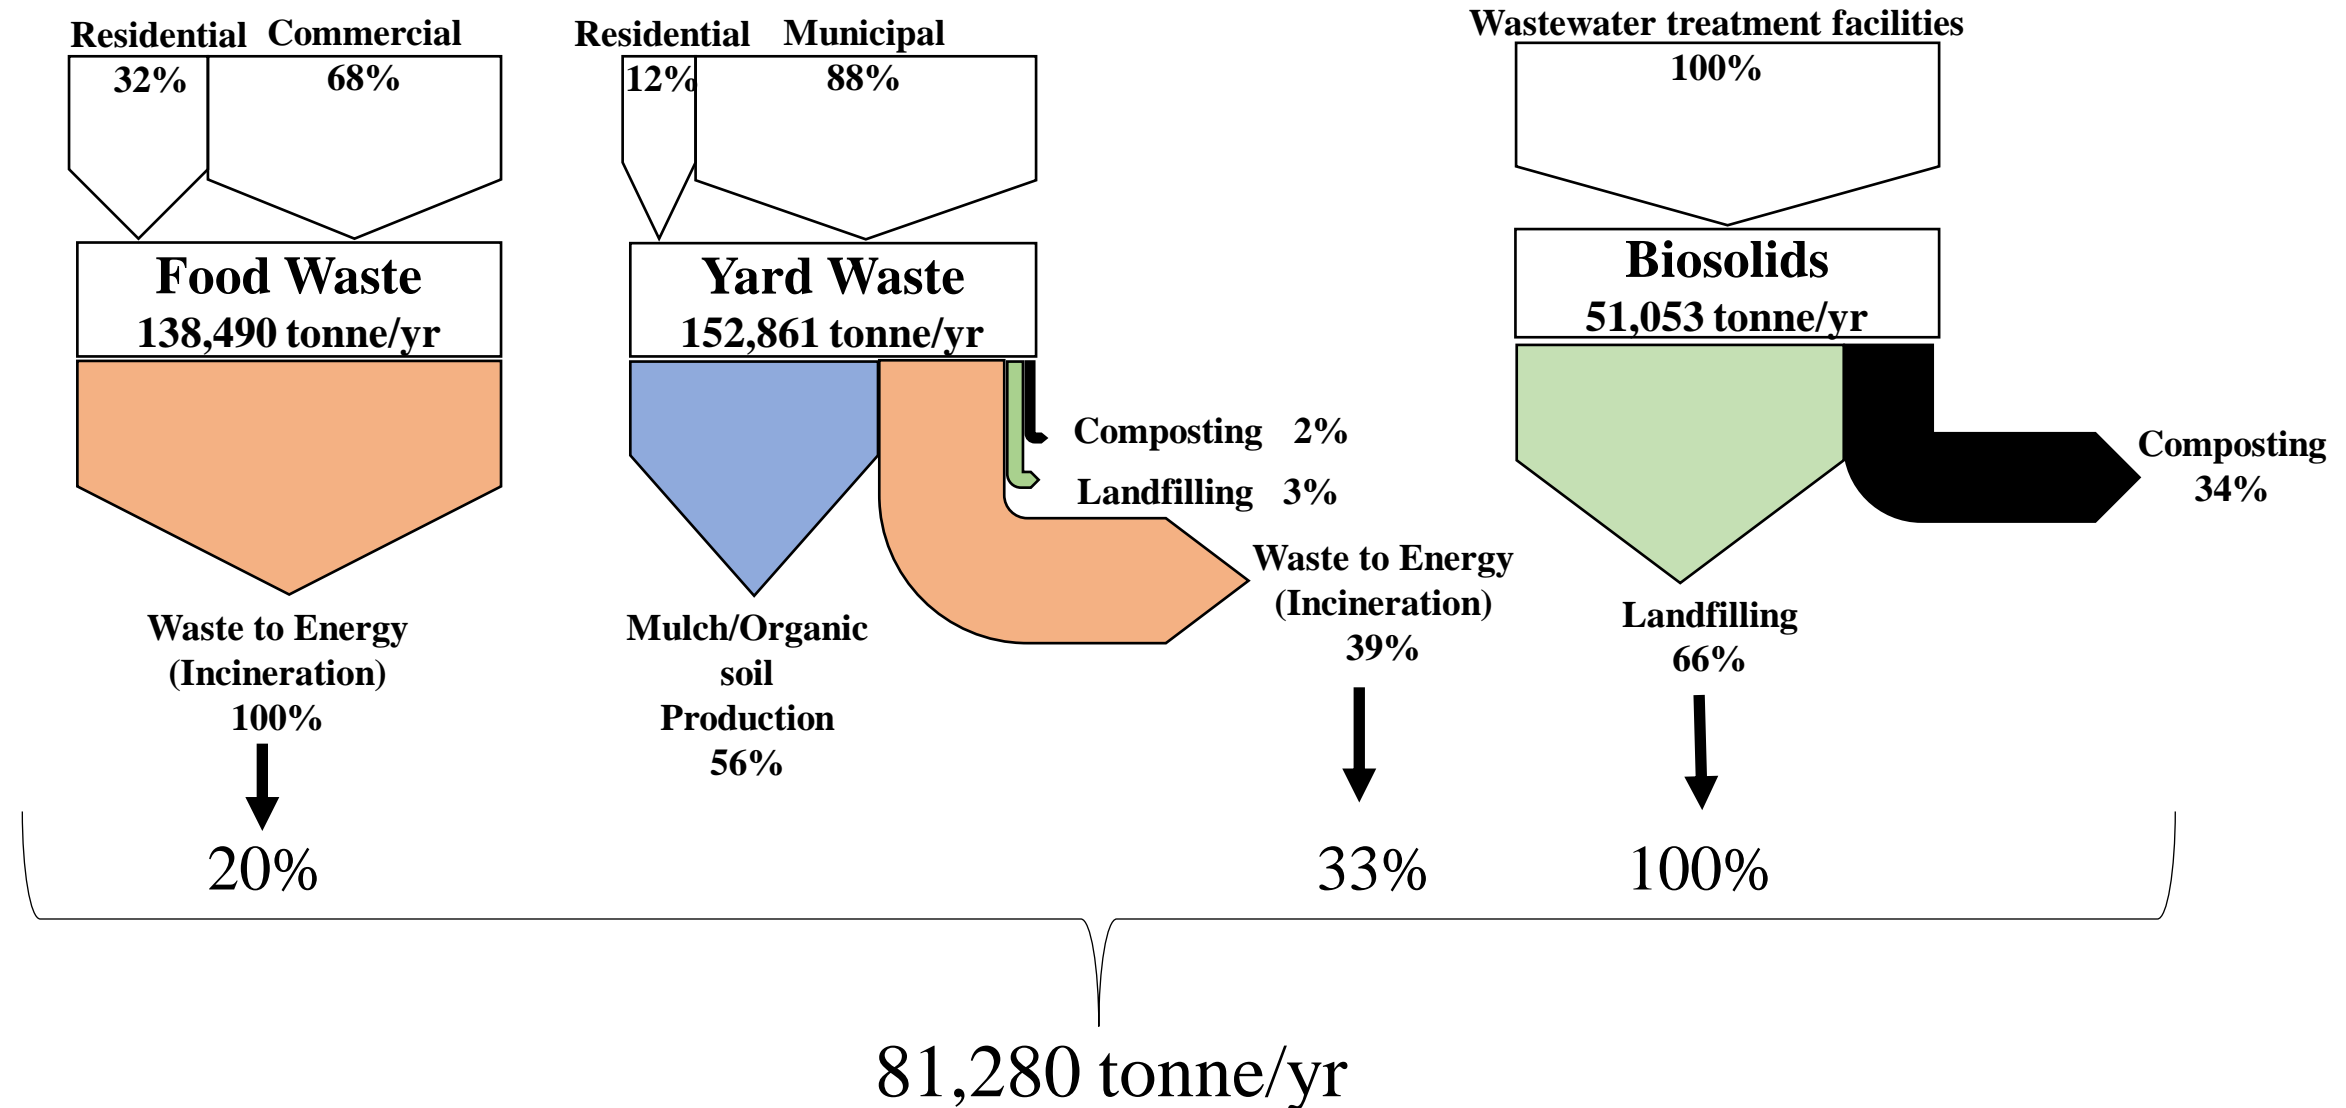 Residential Commercial
32% 68%
Food Waste
138,490 tonne/yr
Waste to Energy
(Incineration)
100%
20%
Residential Municipal
12% 88%
Yard Waste
152,861 tonne/yr
Composting 2%
Landfilling 3%
Mulch/Organic
soil
Production
56%
Waste to Energy
(Incineration)
39%
33%
Wastewater treatment facilities
100%
Biosolids
51,053 tonne/yr
Composting
34%
Landfilling
66%
100%
81,280 tonne/yr